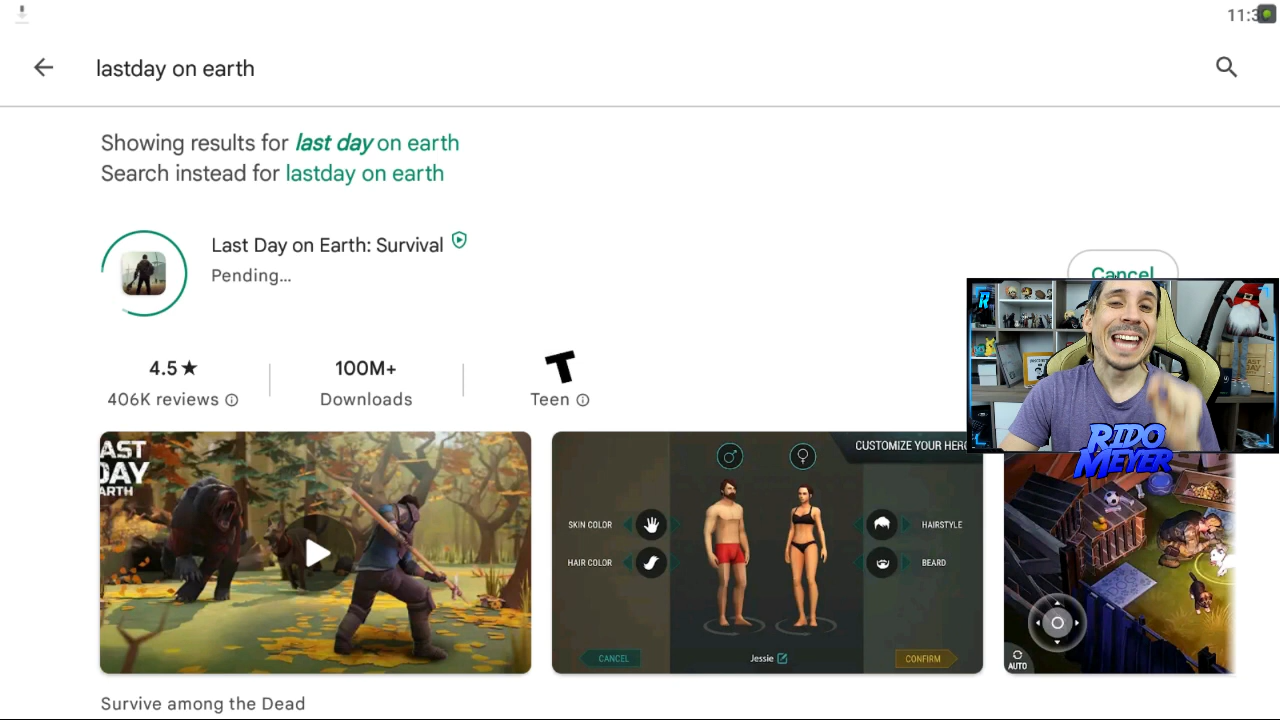 11:3
lastday on earth
Showing results for last day on earth
Search instead for lastday on earth
Last Day on Earth: Survival
Pending...
Cancel
4.5★
406K reviews
100M+
Downloads
T
Teen
AST
DAY
ARTH
CUSTOMIZE YOUR HERO
SKIN COLOR
HAIRSTYLE
HAIR COLOR
BEARD
CANCEL
Jessie
CONFIRM
R
RIDO
MEYER
AUTO
Survive among the Dead